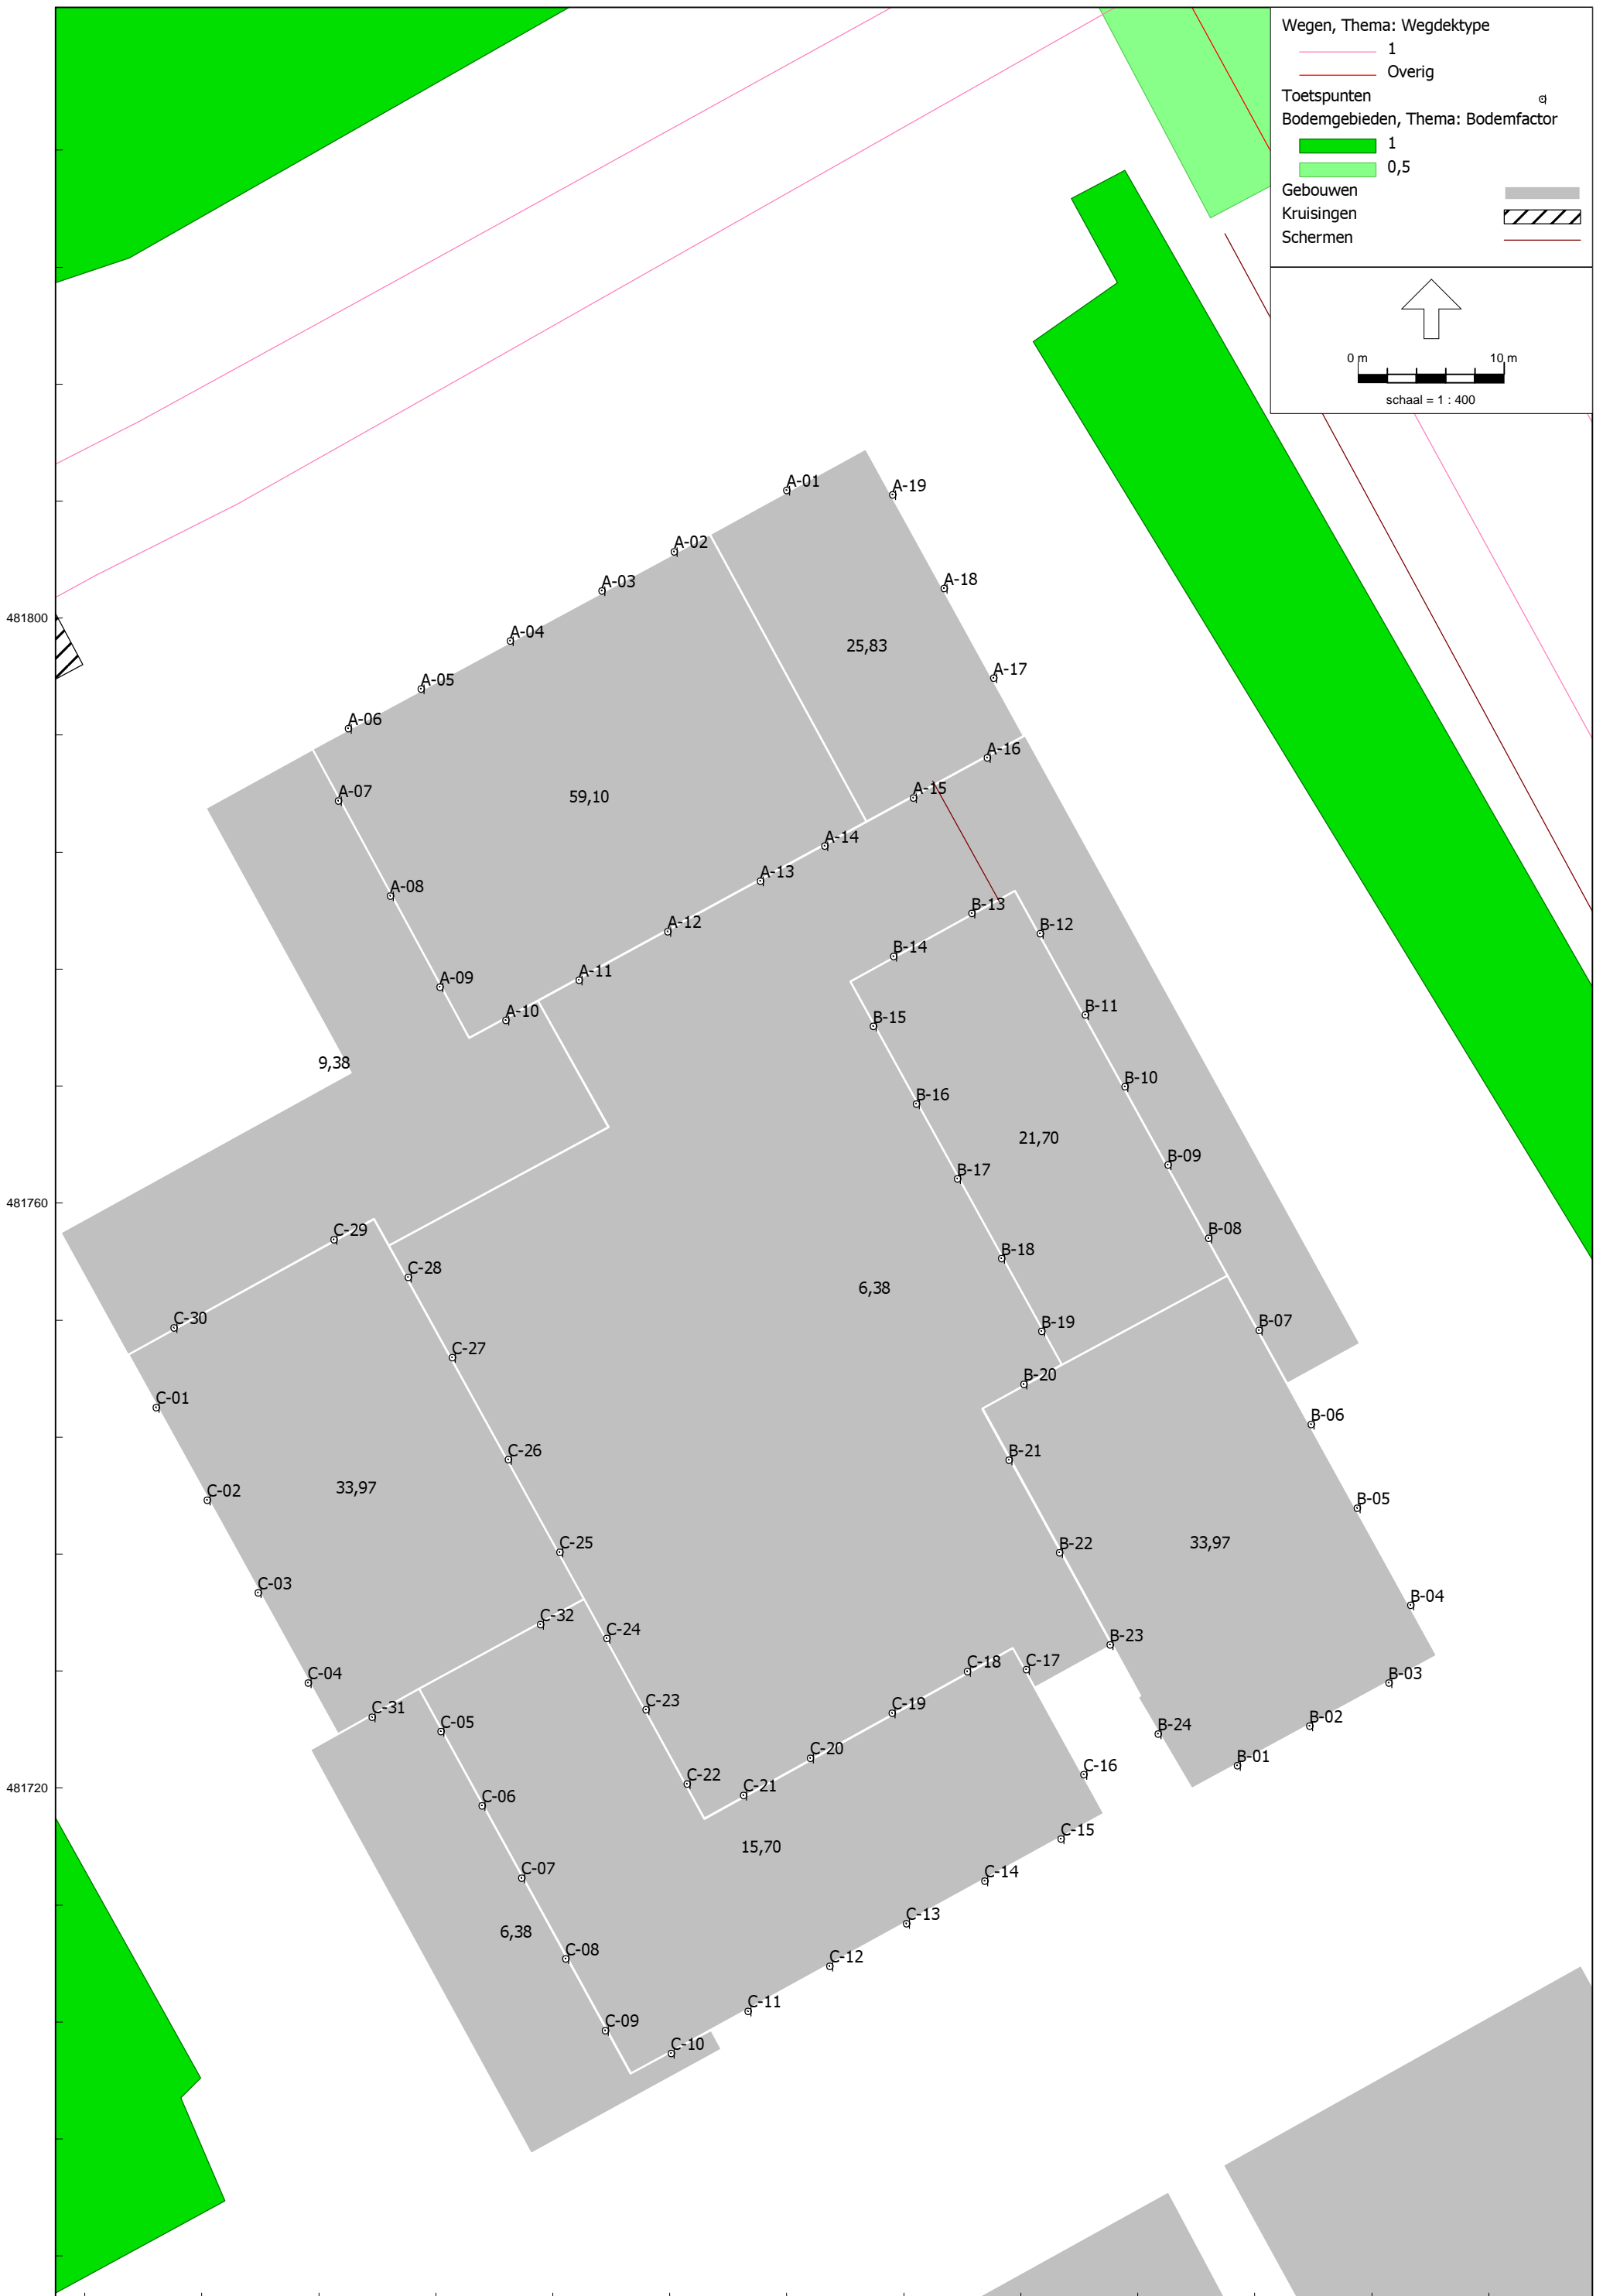 Wegen, Thema: Wegdektype
1
Overig
Toetspunten
Bodemgebieden, Thema: Bodemfactor
1
0,5
Gebouwen
Kruisingen
Schermen
0 m 10 m
schaal = 1 : 400
A-01
A-19
A-02
A-03
A-18
481800
A-04
25,83
A-17
A-05
A-06
A-16
A-07
59,10
A-15
A-14
A-13
A-08
B-13
A-12
B-12
B-14
A-11
A-09
A-10
B-11
B-15
9,38
B-10
B-16
21,70
B-09
B-17
481760
C-29
B-08
B-18
C-28
6,38
C-30
B-19
B-07
C-27
B-20
C-01
B-06
C-26
B-21
33,97
C-02
B-05
C-25
B-22
33,97
C-03
B-04
C-32
C-24
B-23
C-17
C-18
C-04
B-03
C-23
C-19
C-31
C-05
B-02
B-24
C-20
B-01
C-16
C-22
481720
C-21
C-06
C-15
15,70
C-14
C-07
C-13
6,38
C-08
C-12
C-11
C-09
C-10